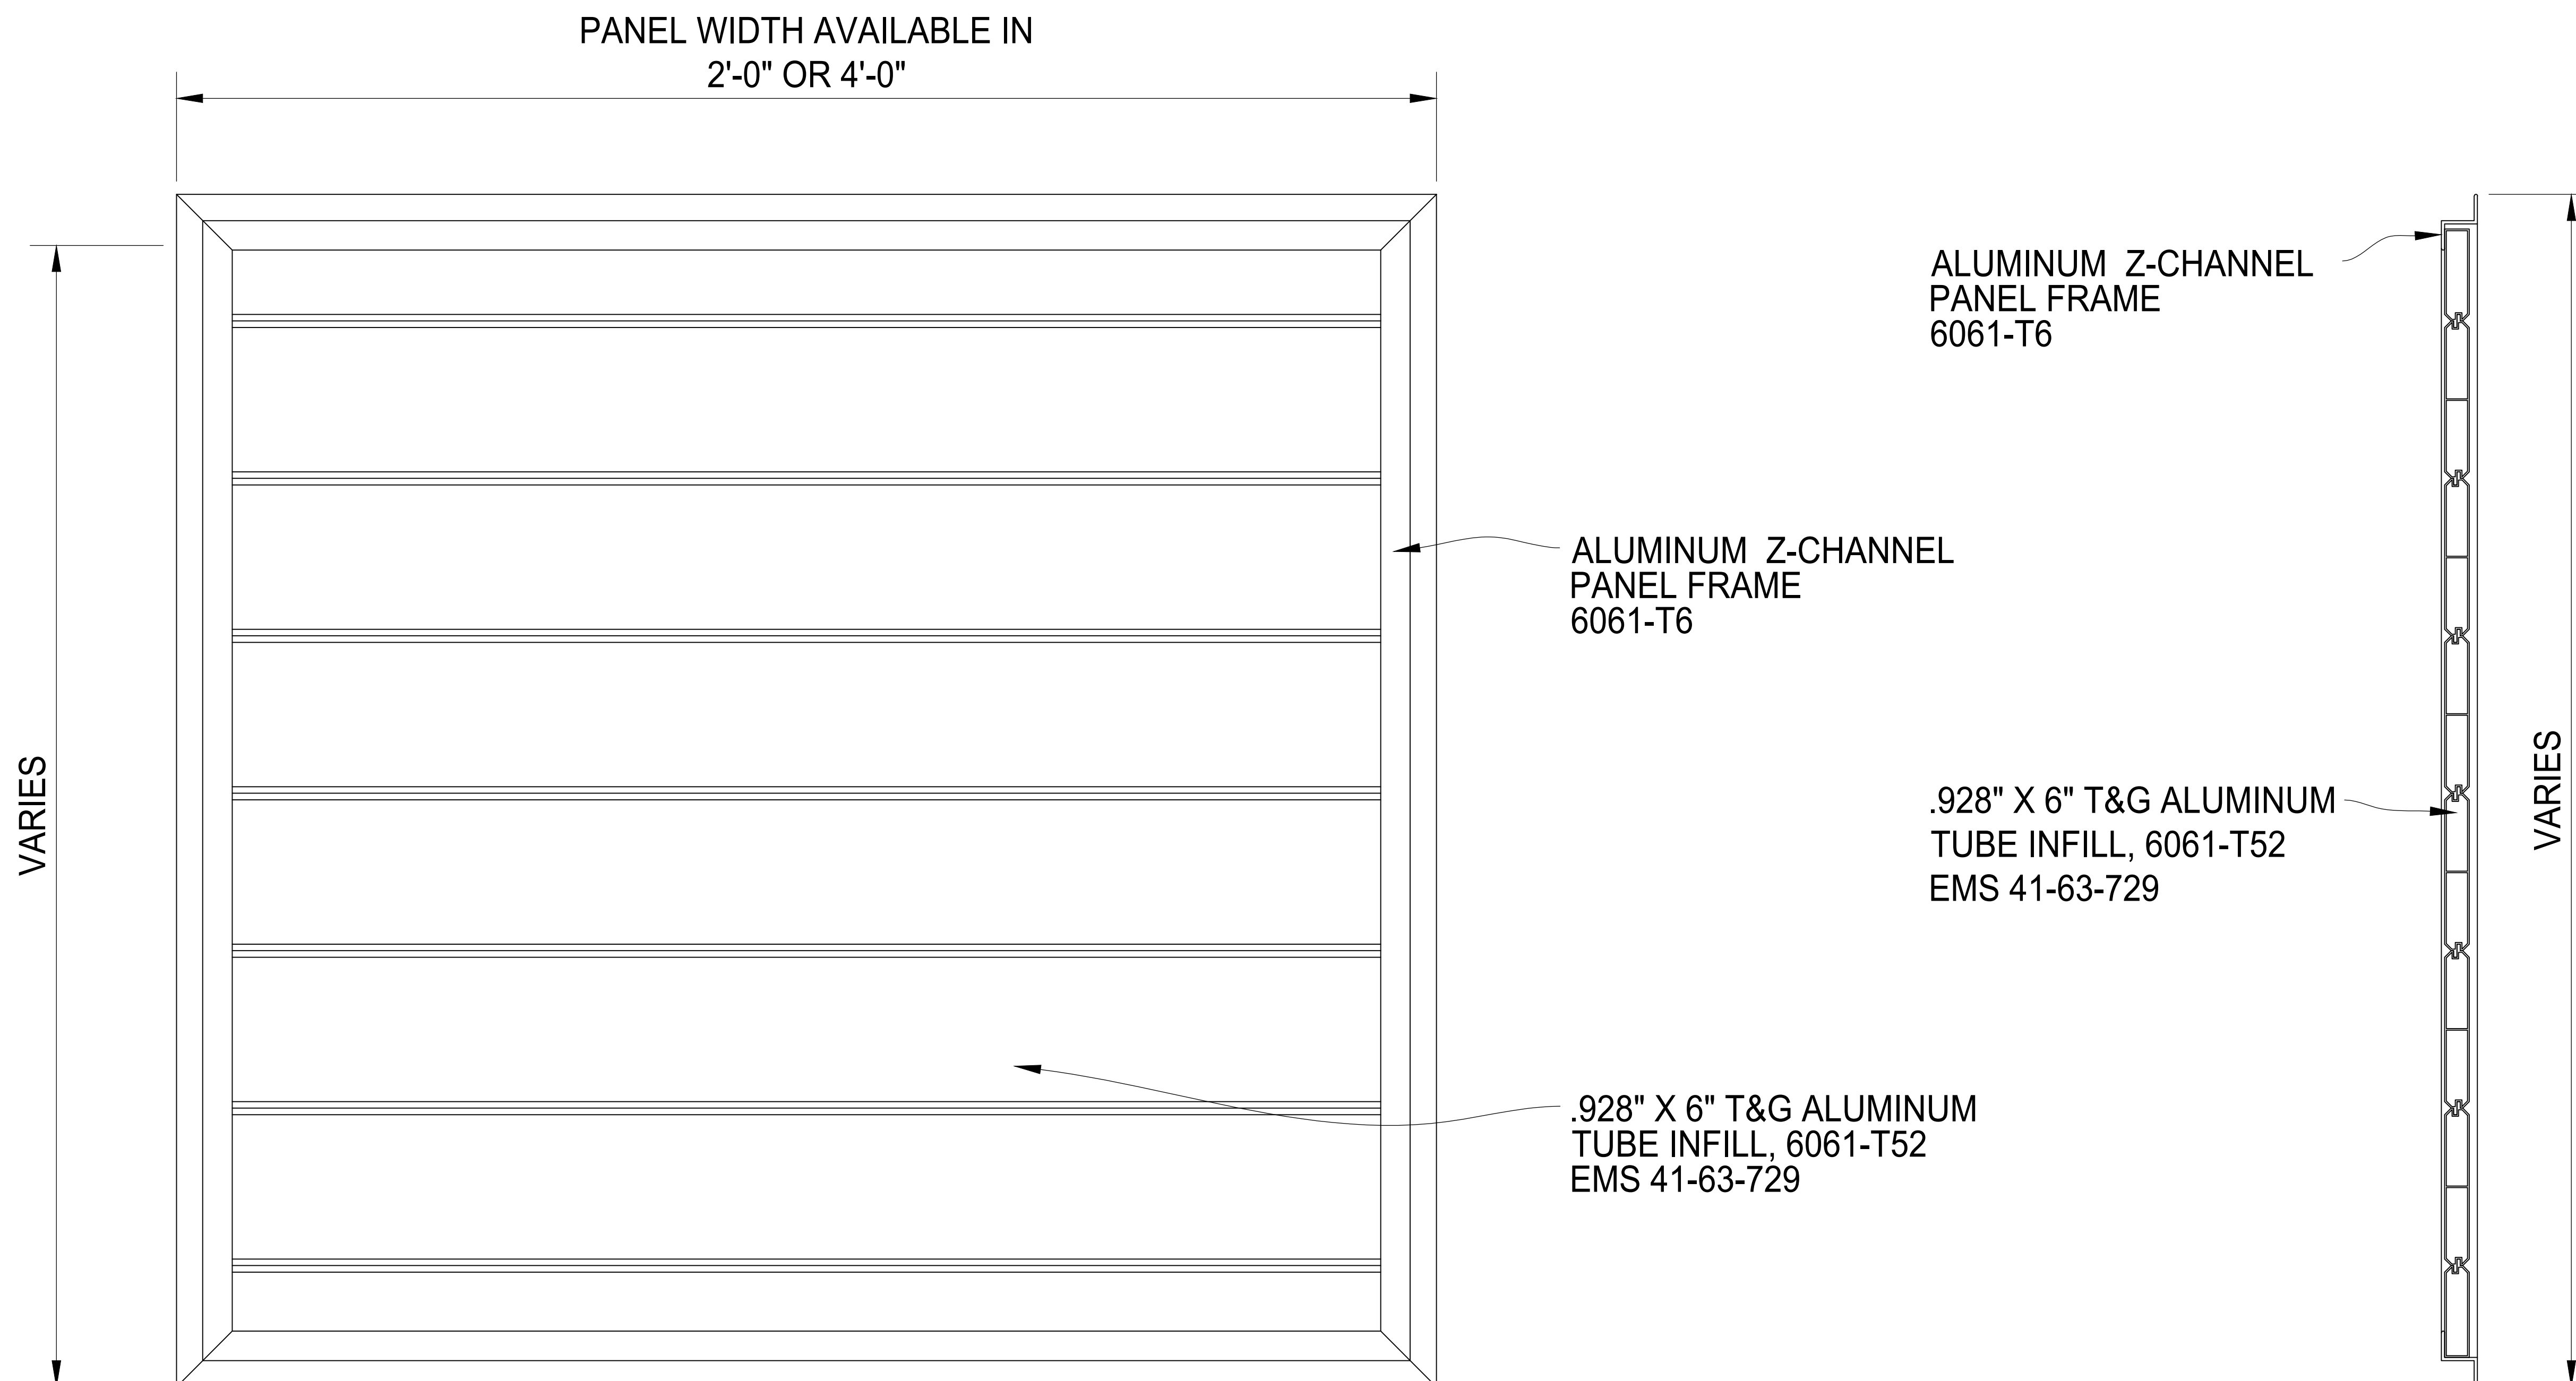 PANEL WIDTH AVAILABLE IN
2'-0" OR 4'-0"
VARIES
ALUMINUM Z-CHANNEL
PANEL FRAME
6061-T6
.928" X 6" T&G ALUMINUM
TUBE INFILL, 6061-T52
EMS 41-63-729
ALUMINUM Z-CHANNEL
PANEL FRAME
6061-T6
.928" X 6" T&G ALUMINUM
TUBE INFILL, 6061-T52
EMS 41-63-729
VARIES